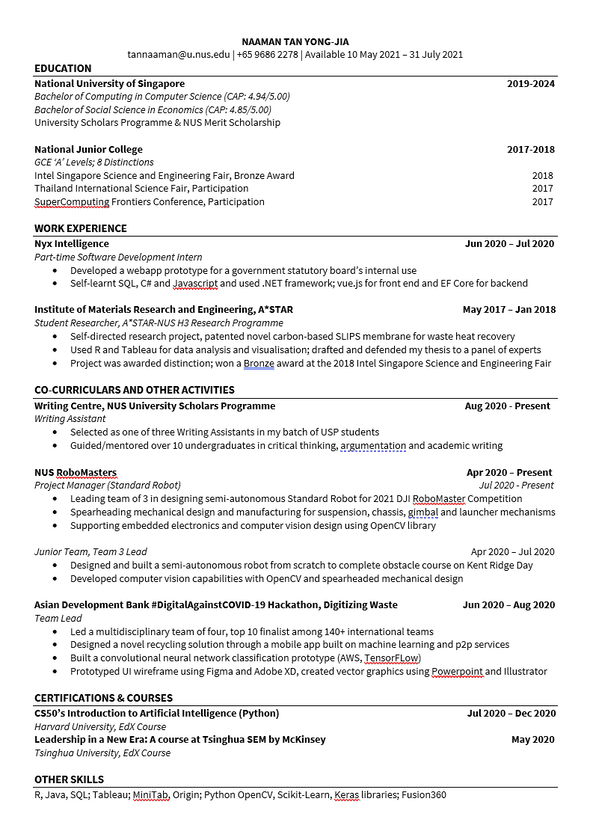 NAAMAN TAN YONG-JIA
tannaaman@u.nus.edu | +65 9686 2278 | Available 10 May 2021 – 31 July 2021
EDUCATION
National University of Singapore 2019-2024
Bachelor of Computing in Computer Science (CAP: 4.94/5.00)
Bachelor of Social Science in Economics (CAP: 4.85/5.00)
University Scholars Programme & NUS Merit Scholarship
National Junior College 2017-2018
GCE 'A' Levels; 8 Distinctions
Intel Singapore Science and Engineering Fair, Bronze Award 2018
Thailand International Science Fair, Participation 2017
SuperComputing Frontiers Conference, Participation 2017
WORK EXPERIENCE
Nyx Intelligence Jun 2020 – Jul 2020
Part-time Software Development Intern
• Developed a webapp prototype for a government statutory board's internal use
• Self-learnt SQL, C# and Javascript and used .NET framework; vue.js for front end and EF Core for backend
Institute of Materials Research and Engineering, A*STAR May 2017 – Jan 2018
Student Researcher, A*STAR-NUS H3 Research Programme
• Self-directed research project, patented novel carbon-based SLIPS membrane for waste heat recovery
• Used R and Tableau for data analysis and visualisation; drafted and defended my thesis to a panel of experts
• Project was awarded distinction; won a Bronze award at the 2018 Intel Singapore Science and Engineering Fair
CO-CURRICULARS AND OTHER ACTIVITIES
Writing Centre, NUS University Scholars Programme Aug 2020 - Present
Writing Assistant
• Selected as one of three Writing Assistants in my batch of USP students
• Guided/mentored over 10 undergraduates in critical thinking, argumentation and academic writing
NUS RoboMasters Apr 2020 – Present
Project Manager (Standard Robot) Jul 2020 - Present
• Leading team of 3 in designing semi-autonomous Standard Robot for 2021 DJI RoboMaster Competition
• Spearheading mechanical design and manufacturing for suspension, chassis, gimbal and launcher mechanisms
• Supporting embedded electronics and computer vision design using OpenCV library
Junior Team, Team 3 Lead Apr 2020 – Jul 2020
• Designed and built a semi-autonomous robot from scratch to complete obstacle course on Kent Ridge Day
• Developed computer vision capabilities with OpenCV and spearheaded mechanical design
Asian Development Bank #DigitalAgainstCOVID-19 Hackathon, Digitizing Waste Jun 2020 – Aug 2020
Team Lead
• Led a multidisciplinary team of four, top 10 finalist among 140+ international teams
• Designed a novel recycling solution through a mobile app built on machine learning and p2p services
• Built a convolutional neural network classification prototype (AWS, TensorFLow)
• Prototyped UI wireframe using Figma and Adobe XD, created vector graphics using Powerpoint and Illustrator
CERTIFICATIONS & COURSES
CS50's Introduction to Artificial Intelligence (Python) Jul 2020 – Dec 2020
Harvard University, EdX Course
Leadership in a New Era: A course at Tsinghua SEM by McKinsey May 2020
Tsinghua University, EdX Course
OTHER SKILLS
R, Java, SQL; Tableau; MiniTab, Origin; Python OpenCV, Scikit-Learn, Keras libraries; Fusion360